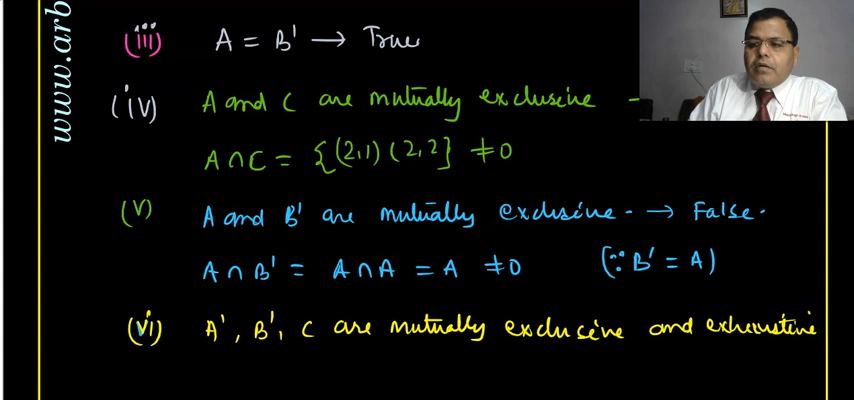 www.arb
(iii) A = B' → True
(iv) A and C are mutually exclusive -
A ∩ C = {(2,1) (2,2} ≠ 0
(v) A and B' are mutually exclusive. → False.
A ∩ B' = A ∩ A = A ≠ 0 (∵ B' = A)
(vi) A', B', C are mutually exclusive and exhaustive